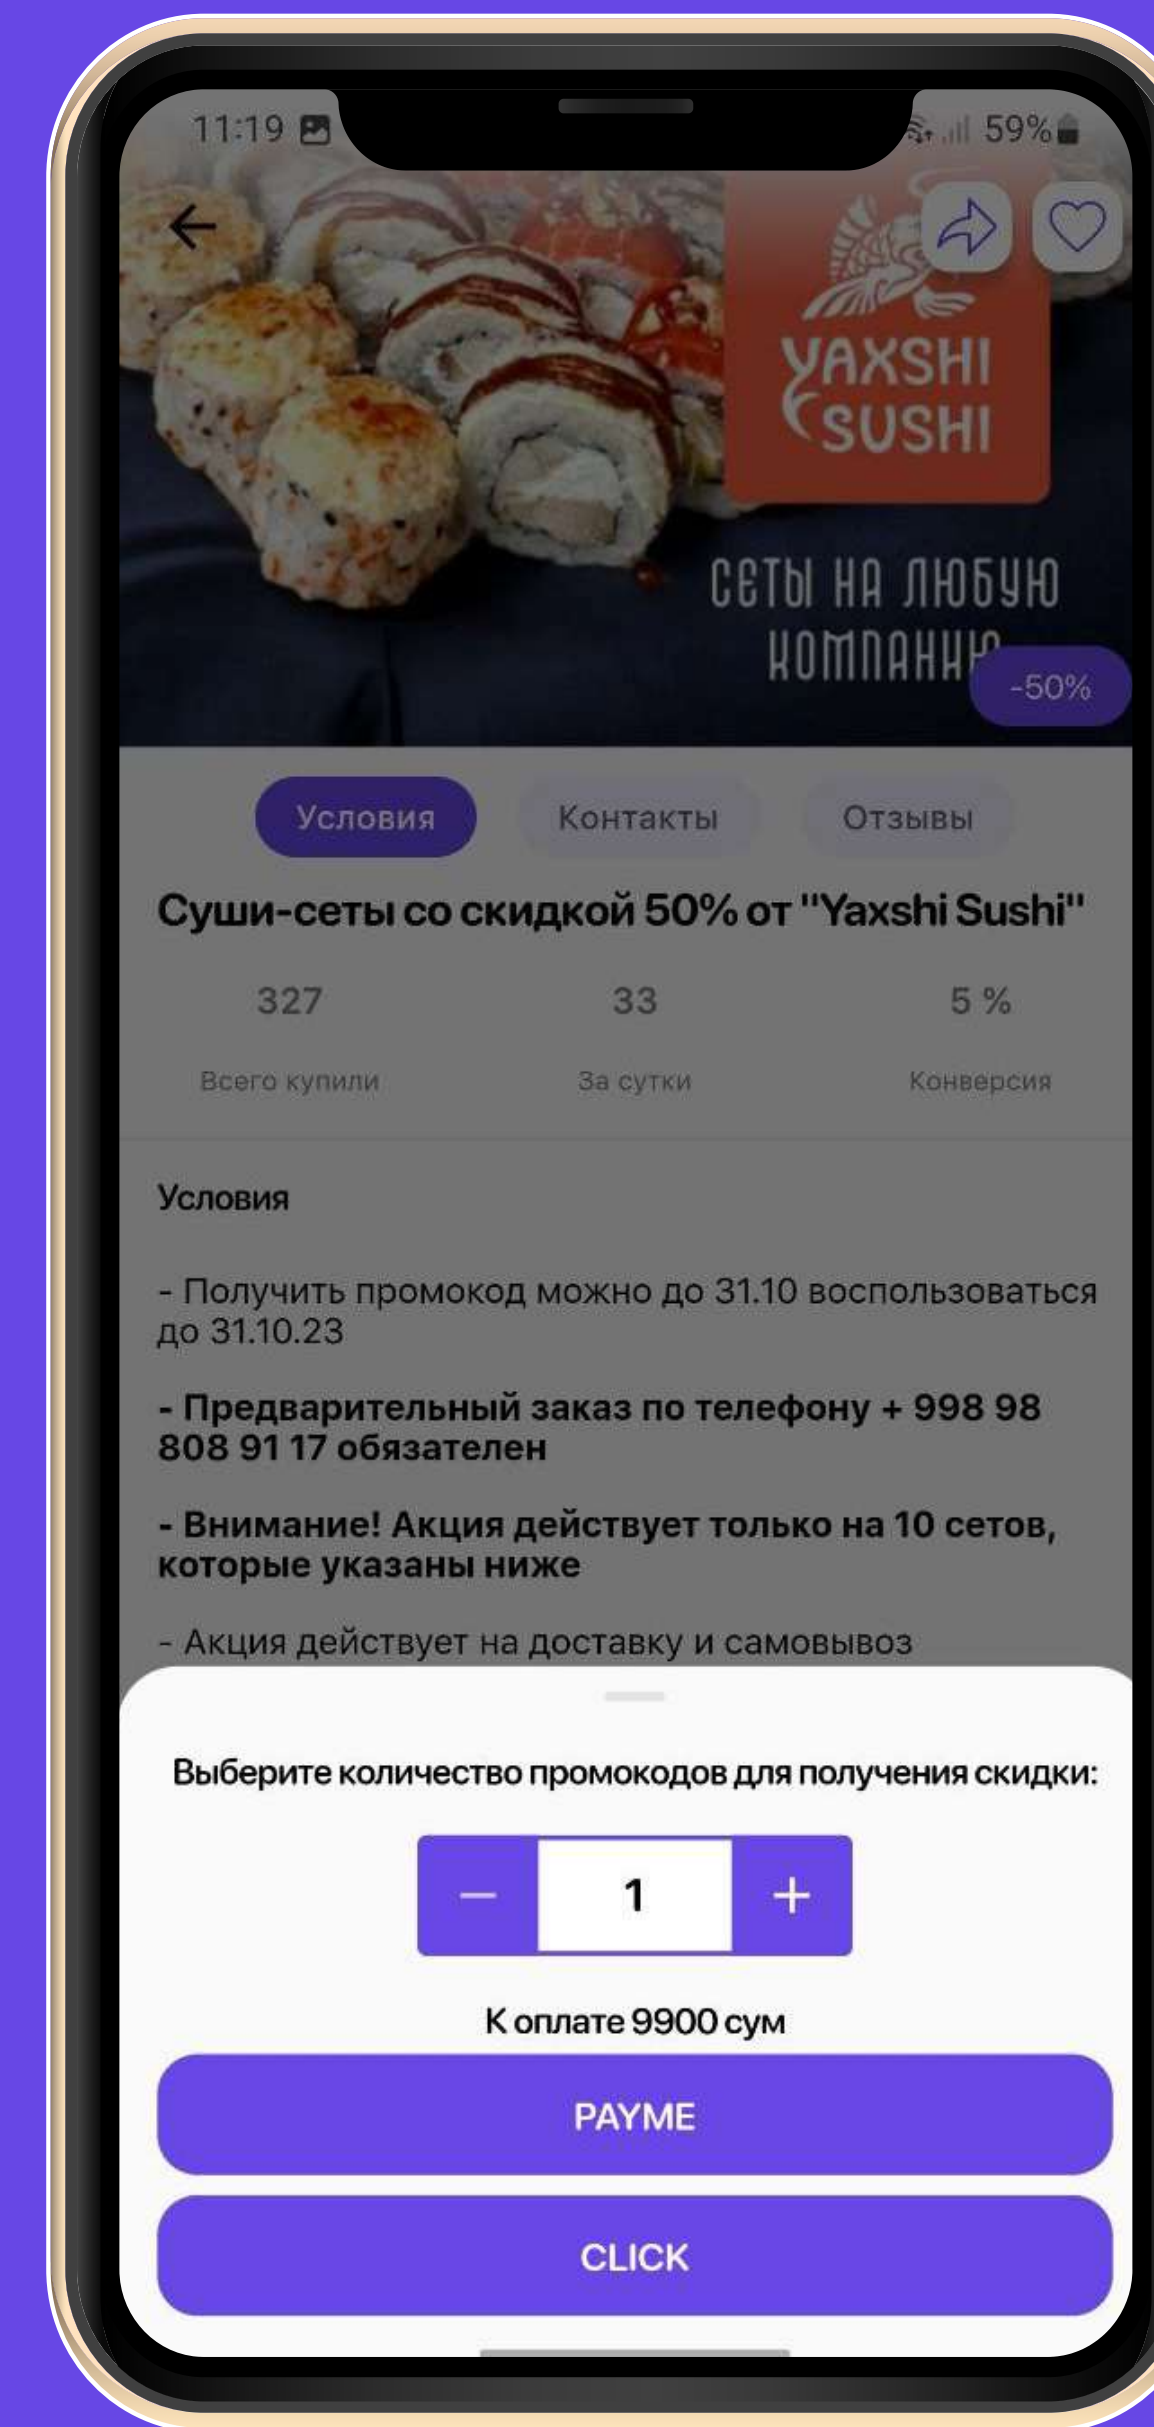 11:19
59%
YAXSHI
SUSHI
СЕТЫ НА ЛЮБУЮ
КОМПАНИЮ
-50%
Условия
Контакты
Отзывы
Суши-сеты со скидкой 50% от "Yaxshi Sushi"
327
33
5 %
Всего купили
За сутки
Конверсия
Условия
- Получить промокод можно до 31.10 воспользоваться
до 31.10.23
- Предварительный заказ по телефону + 998 98
808 91 17 обязателен
- Внимание! Акция действует только на 10 сетов,
которые указаны ниже
- Акция действует на доставку и самовывоз
Выберите количество промокодов для получения скидки:
−
1
+
К оплате 9900 сум
PAYME
CLICK